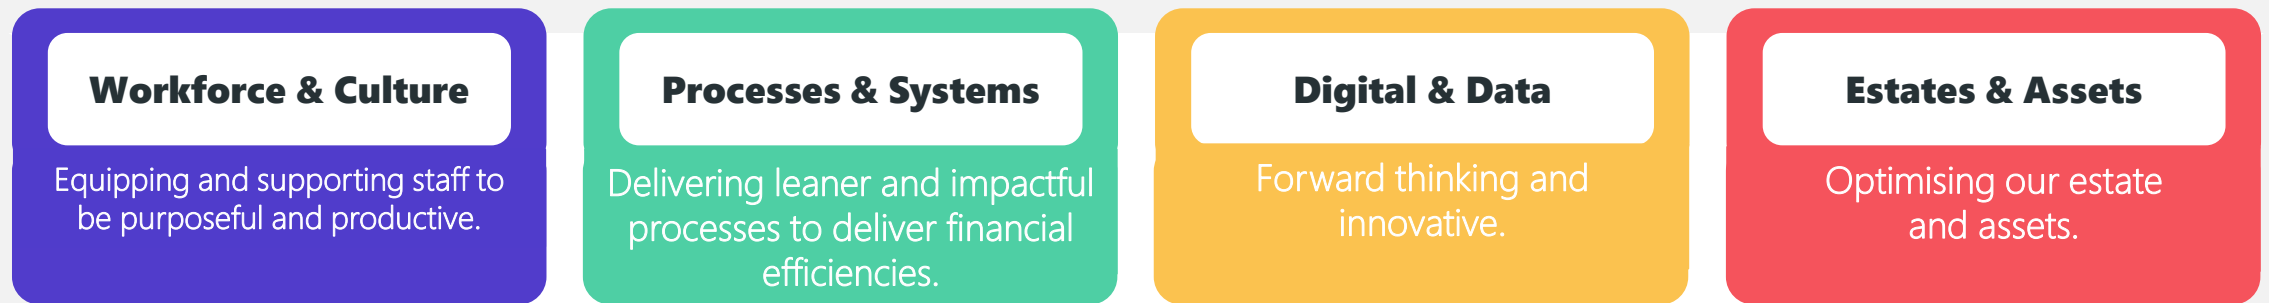 Workforce & Culture
Equipping and supporting staff to
be purposeful and productive.
Processes & Systems
Delivering leaner and impactful
processes to deliver financial
efficiencies.
Digital & Data
Forward thinking and
innovative.
Estates & Assets
Optimising our estate
and assets.